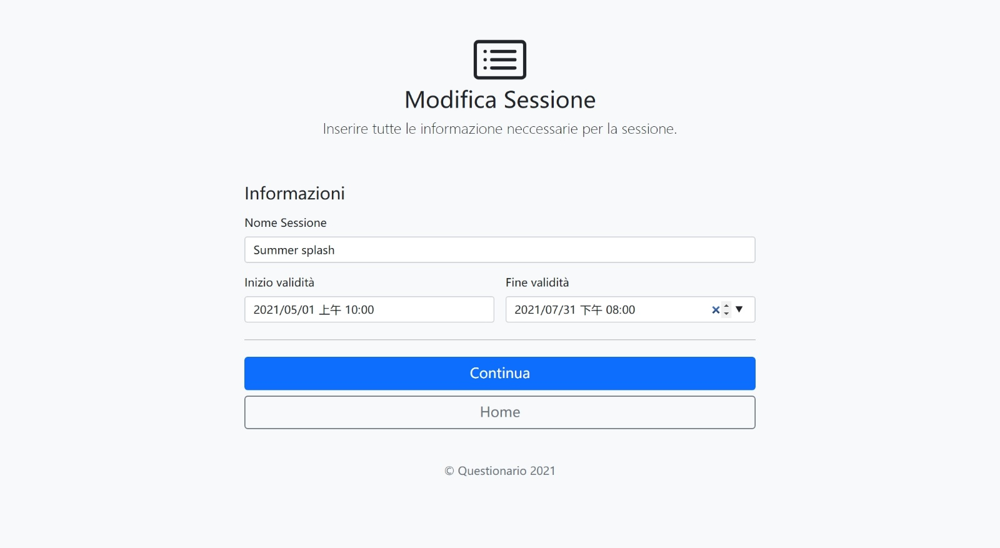 Modifica Sessione
Inserire tutte le informazione neccessarie per la sessione.
Informazioni
Nome Sessione
Summer splash
Inizio validità Fine validità
2021/05/01 上午 10:00 2021/07/31 下午 08:00
Continua
Home
© Questionario 2021